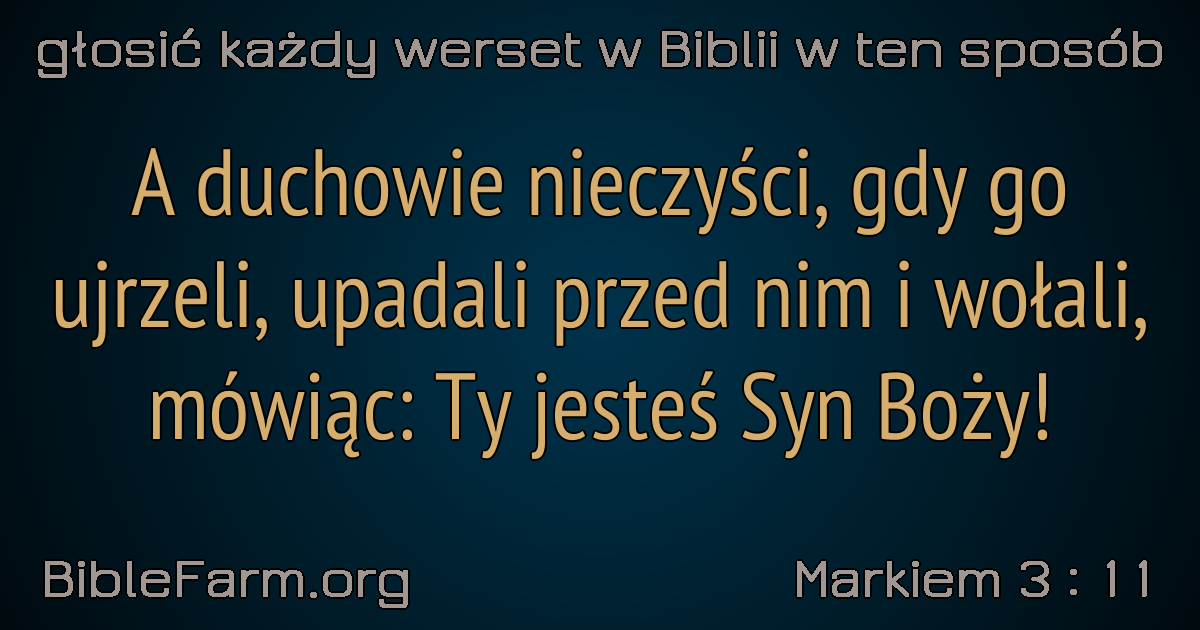 głosić każdy werset w Biblii w ten sposób
A duchowie nieczyści, gdy go
ujrzeli, upadali przed nim i wołali,
mówiąc: Ty jesteś Syn Boży!
BibleFarm.org
Markiem 3 : 11